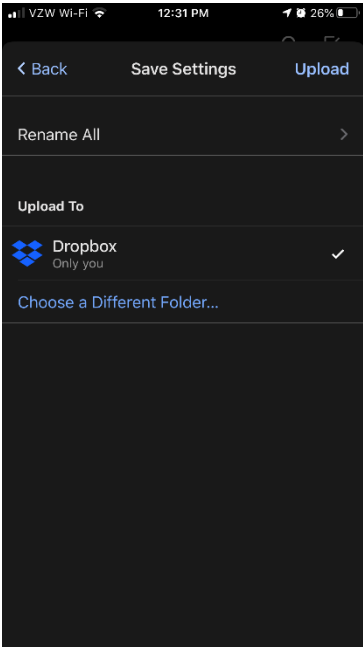 VZW Wi-Fi 12:31 PM 26%
Back Save Settings Upload
Rename All
Upload To
Dropbox
Only you
Choose a Different Folder...